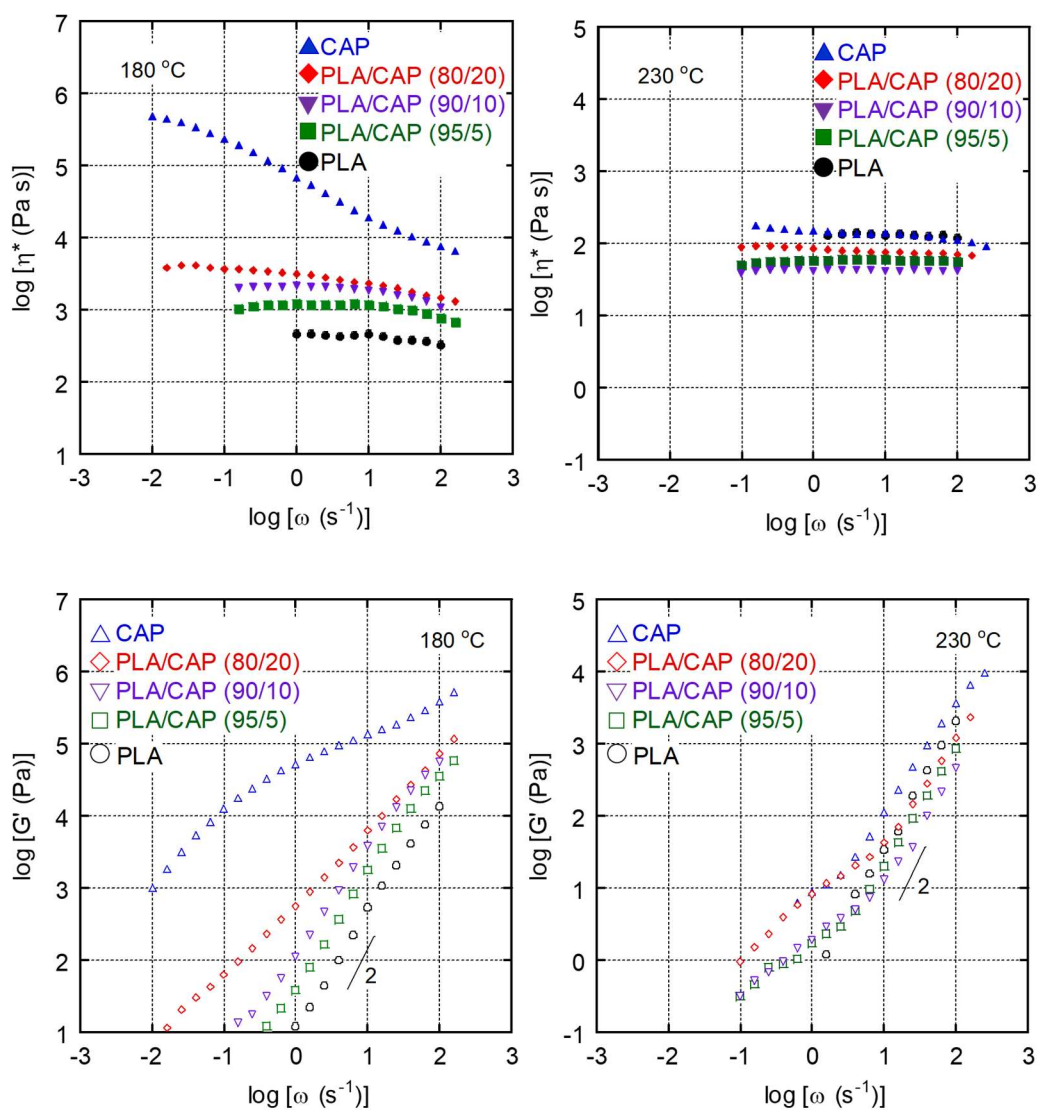 7
6
5
4
3
2
1
log [η* (Pa s)]
180 °C
CAP
PLA/CAP (80/20)
PLA/CAP (90/10)
PLA/CAP (95/5)
PLA
-3 -2 -1 0 1 2 3
log [ω (s⁻¹)]
5
4
3
2
1
0
-1
log [η* (Pa s)]
230 °C
CAP
PLA/CAP (80/20)
PLA/CAP (90/10)
PLA/CAP (95/5)
PLA
-3 -2 -1 0 1 2 3
log [ω (s⁻¹)]
7
6
5
4
3
2
1
log [G' (Pa)]
CAP
180 °C
PLA/CAP (80/20)
PLA/CAP (90/10)
PLA/CAP (95/5)
PLA
2
-3 -2 -1 0 1 2 3
log [ω (s⁻¹)]
5
4
3
2
1
0
-1
log [G' (Pa)]
CAP
230 °C
PLA/CAP (80/20)
PLA/CAP (90/10)
PLA/CAP (95/5)
PLA
2
-3 -2 -1 0 1 2 3
log [ω (s⁻¹)]